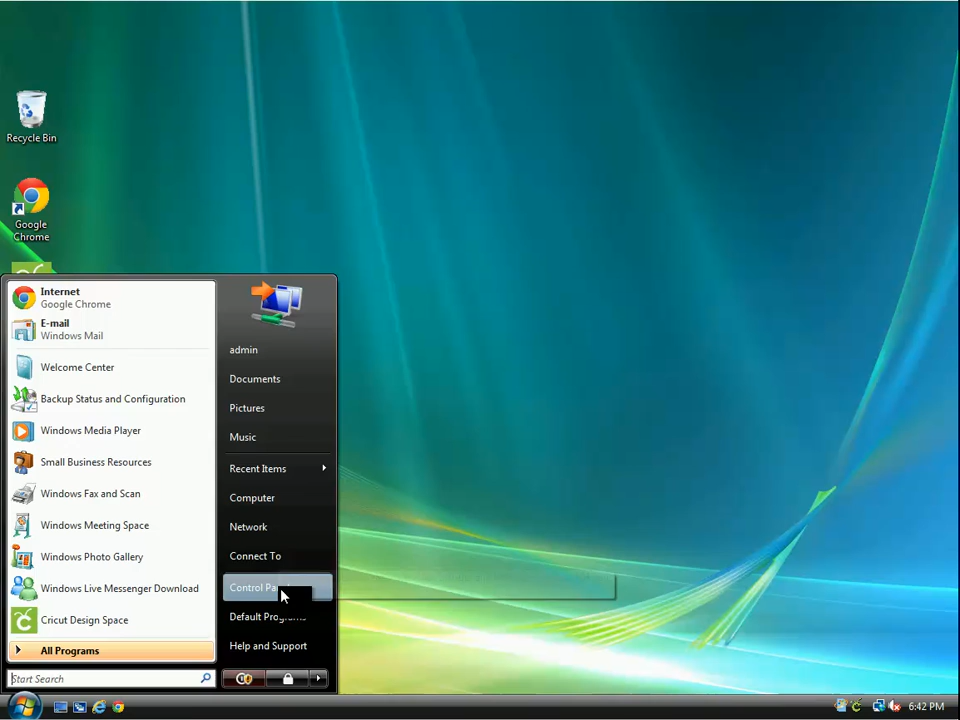 Recycle Bin
Google
Chrome
Internet
Google Chrome
E-mail
Windows Mail
Welcome Center
Backup Status and Configuration
Windows Media Player
Small Business Resources
Windows Fax and Scan
Windows Meeting Space
Windows Photo Gallery
Windows Live Messenger Download
Cricut Design Space
All Programs
Start Search
admin
Documents
Pictures
Music
Recent Items
Computer
Network
Connect To
Control Panel
Default Programs
Help and Support
6:42 PM